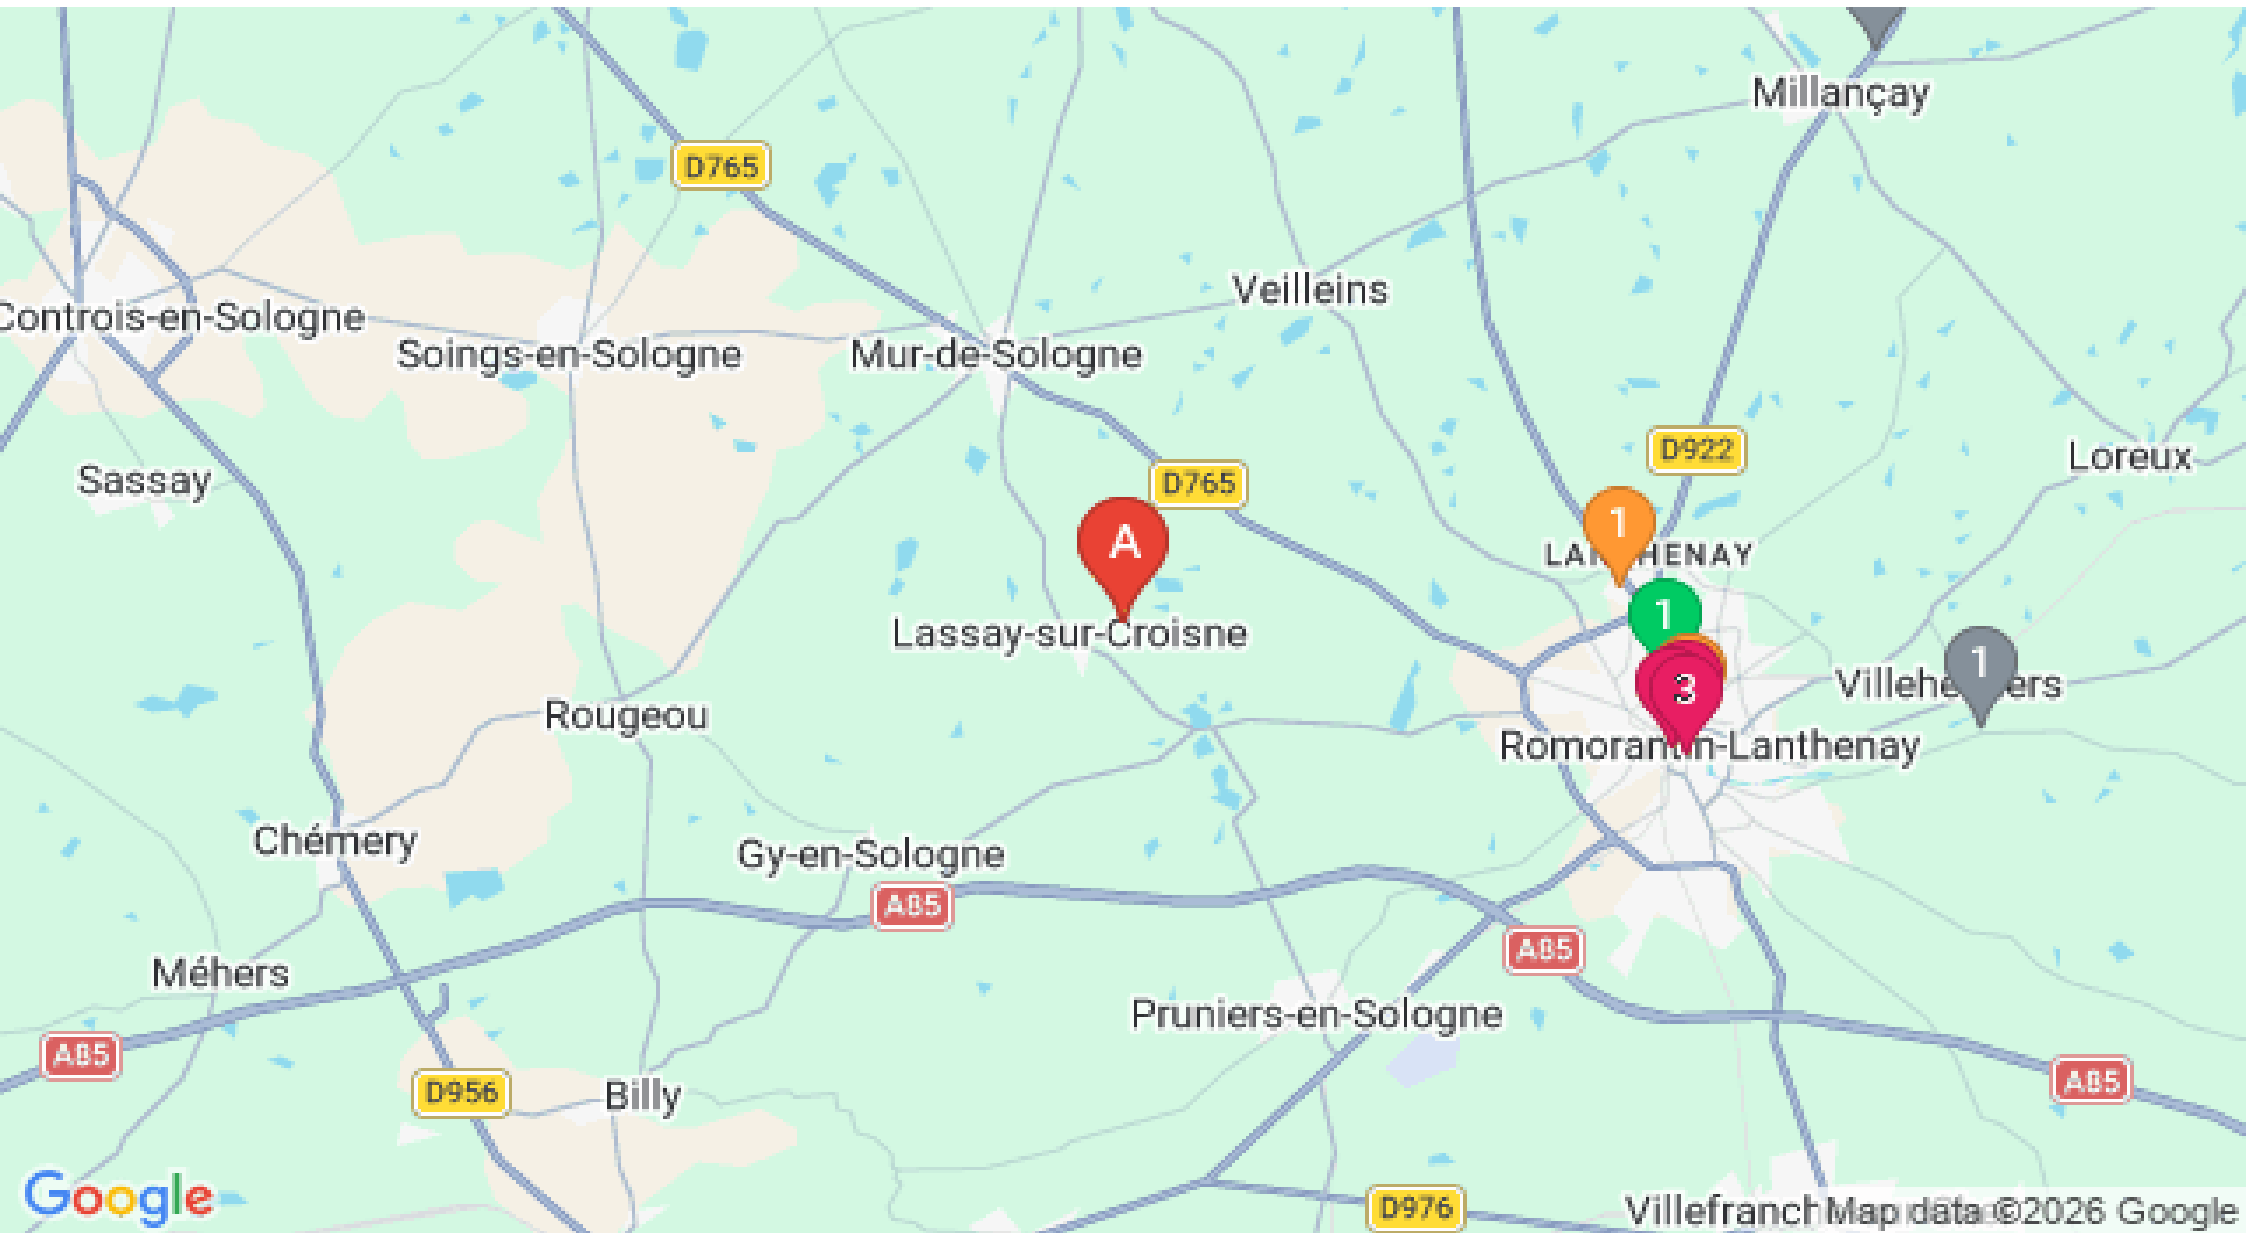 Millançay
D765
Veilleins
Controis-en-Sologne
Soings-en-Sologne
Mur-de-Sologne
D922
Loreux
Sassay
D765
A
1
1
Lassay-sur-Croisne
1
3
Rougeou
Romorantin-Lanthenay
Chémery
Gy-en-Sologne
A85
A85
Méhers
Pruniers-en-Sologne
A85
A85
D956
Billy
Google
D976
Map data ©2026 Google